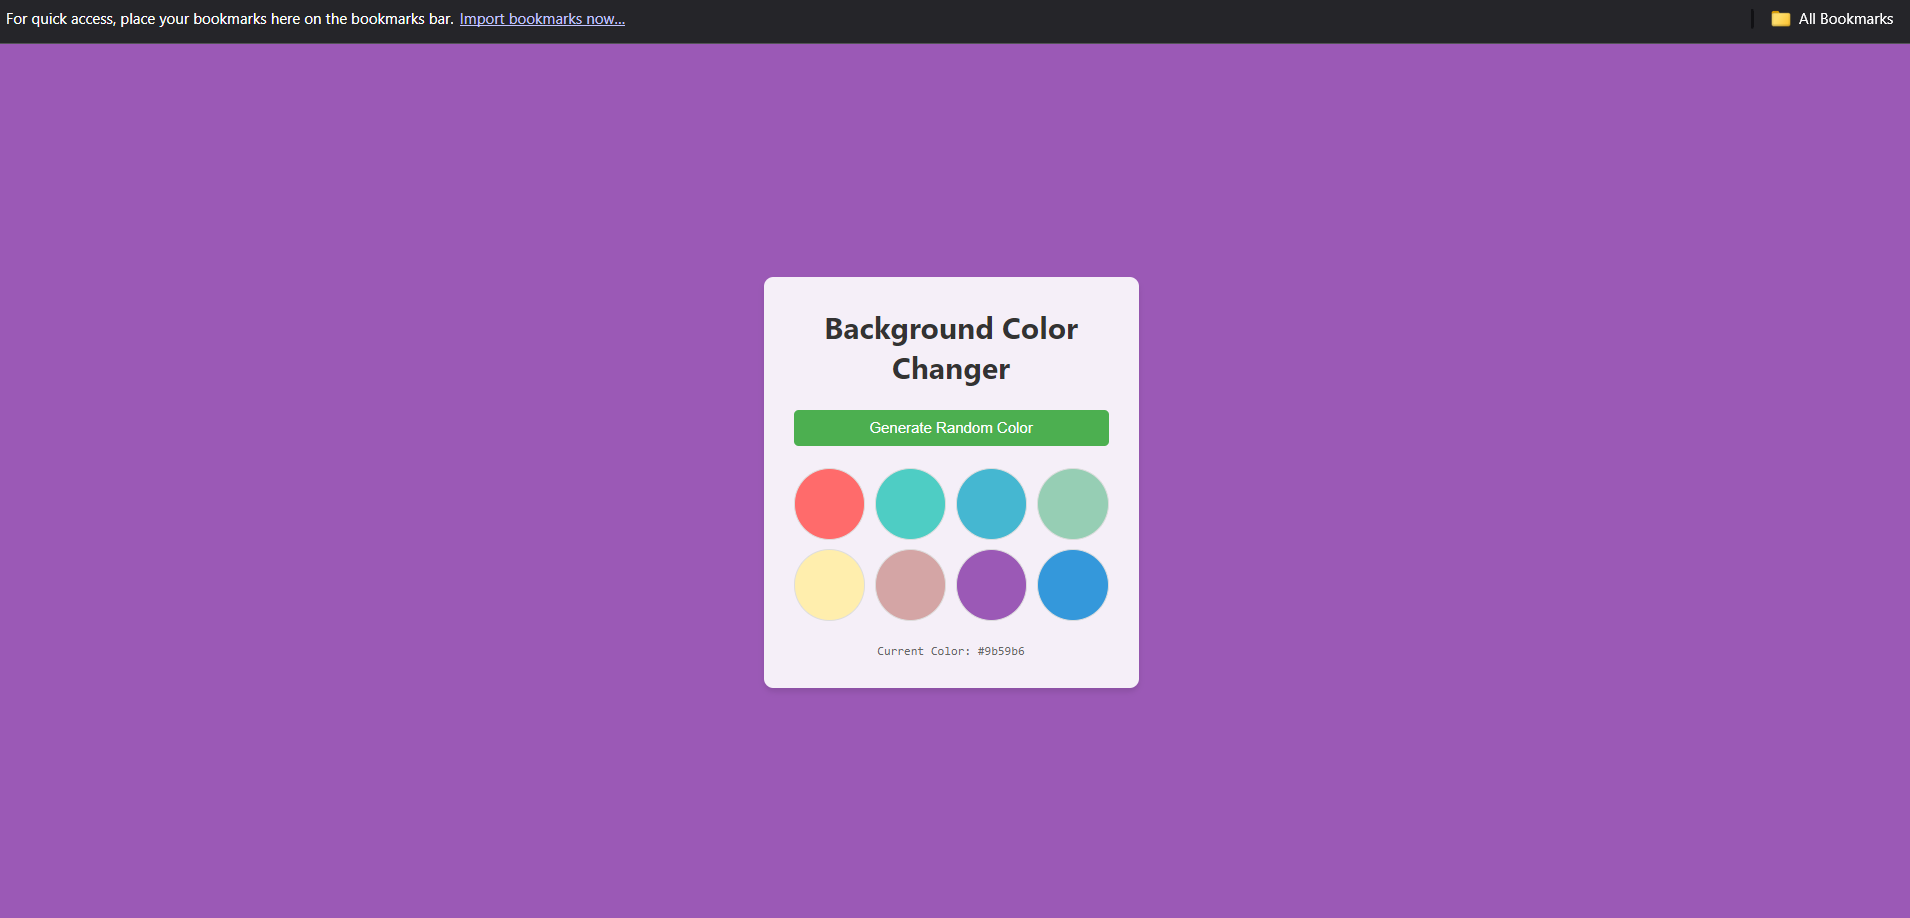 For quick access, place your bookmarks here on the bookmarks bar. Import bookmarks now...
All Bookmarks
Background Color
Changer
Generate Random Color
Current Color: #9b59b6